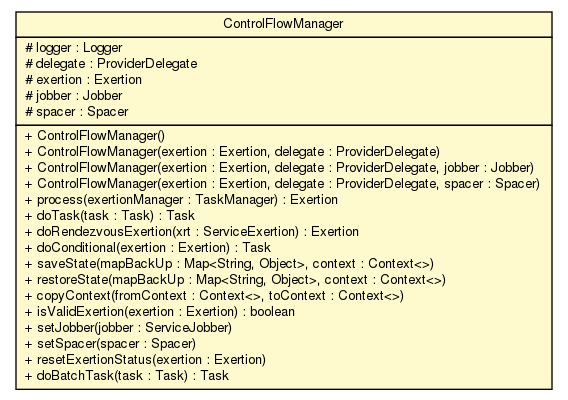 ControlFlowManager
# logger : Logger
# delegate : ProviderDelegate
# exertion : Exertion
# jobber : Jobber
# spacer : Spacer
+ ControlFlowManager()
+ ControlFlowManager(exertion : Exertion, delegate : ProviderDelegate)
+ ControlFlowManager(exertion : Exertion, delegate : ProviderDelegate, jobber : Jobber)
+ ControlFlowManager(exertion : Exertion, delegate : ProviderDelegate, spacer : Spacer)
+ process(exertionManager : TaskManager) : Exertion
+ doTask(task : Task) : Task
+ doRendezvousExertion(xrt : ServiceExertion) : Exertion
+ doConditional(exertion : Exertion) : Task
+ saveState(mapBackUp : Map<String, Object>, context : Context<>)
+ restoreState(mapBackUp : Map<String, Object>, context : Context<>)
+ copyContext(fromContext : Context<>, toContext : Context<>)
+ isValidExertion(exertion : Exertion) : boolean
+ setJobber(jobber : ServiceJobber)
+ setSpacer(spacer : Spacer)
+ resetExertionStatus(exertion : Exertion)
+ doBatchTask(task : Task) : Task